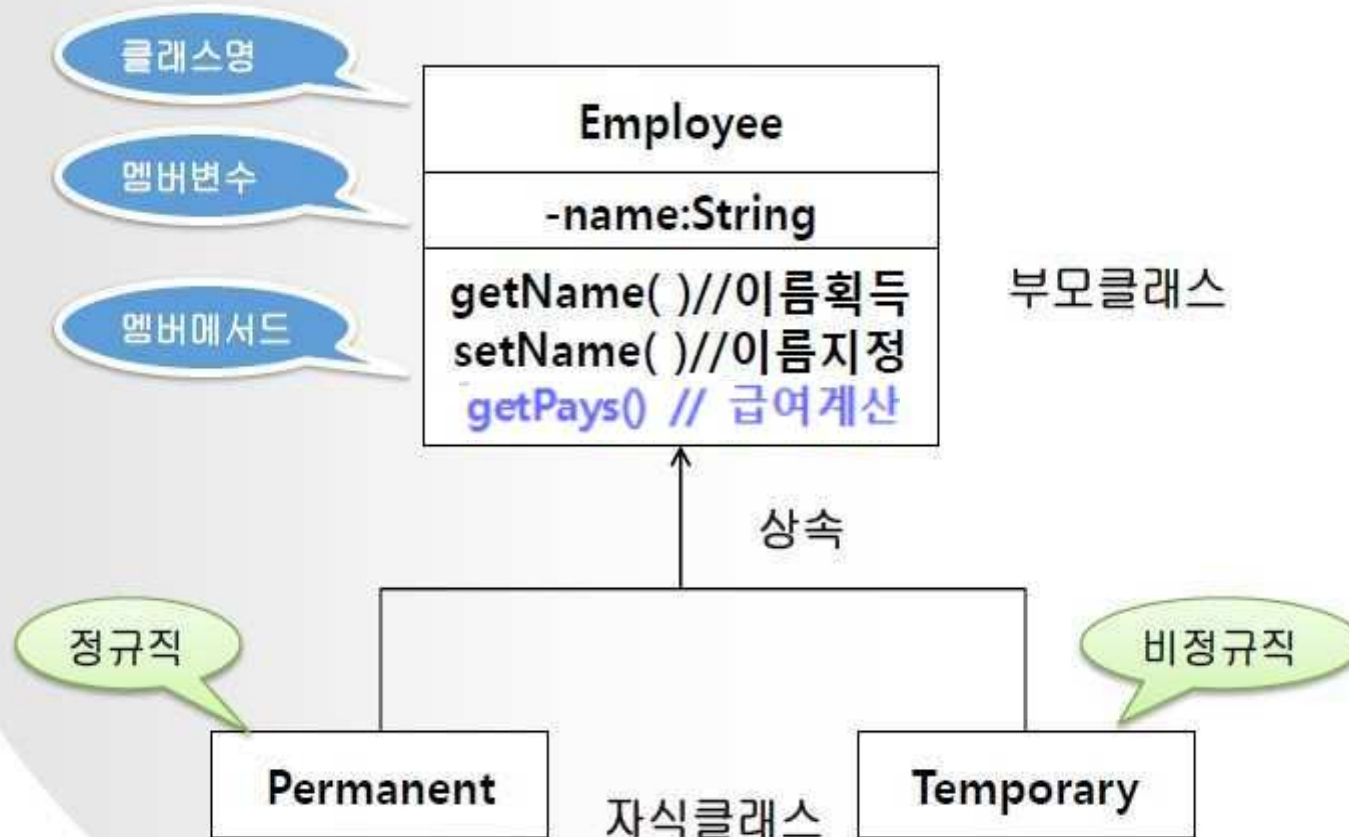 클래스명
Employee
멤버변수
-name:String
멤버메서드
getName( )//이름획득
setName( )//이름지정
getPays() // 급여계산
부모클래스
상속
정규직
비정규직
Permanent
자식클래스
Temporary